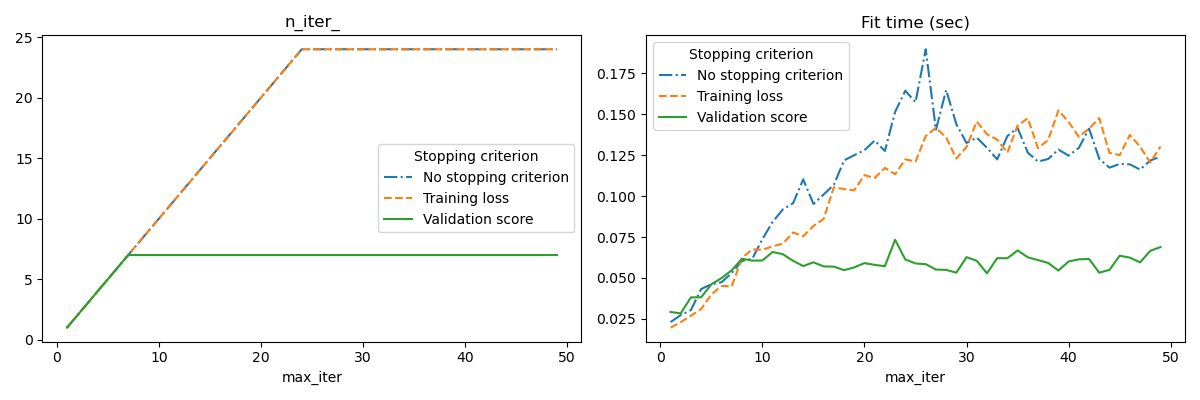 n_iter_
25
20
15
10
5
0
Stopping criterion
No stopping criterion
Training loss
Validation score
0 10 20 30 40 50
max_iter
Fit time (sec)
Stopping criterion
No stopping criterion
Training loss
Validation score
0.175
0.150
0.125
0.100
0.075
0.050
0.025
0 10 20 30 40 50
max_iter